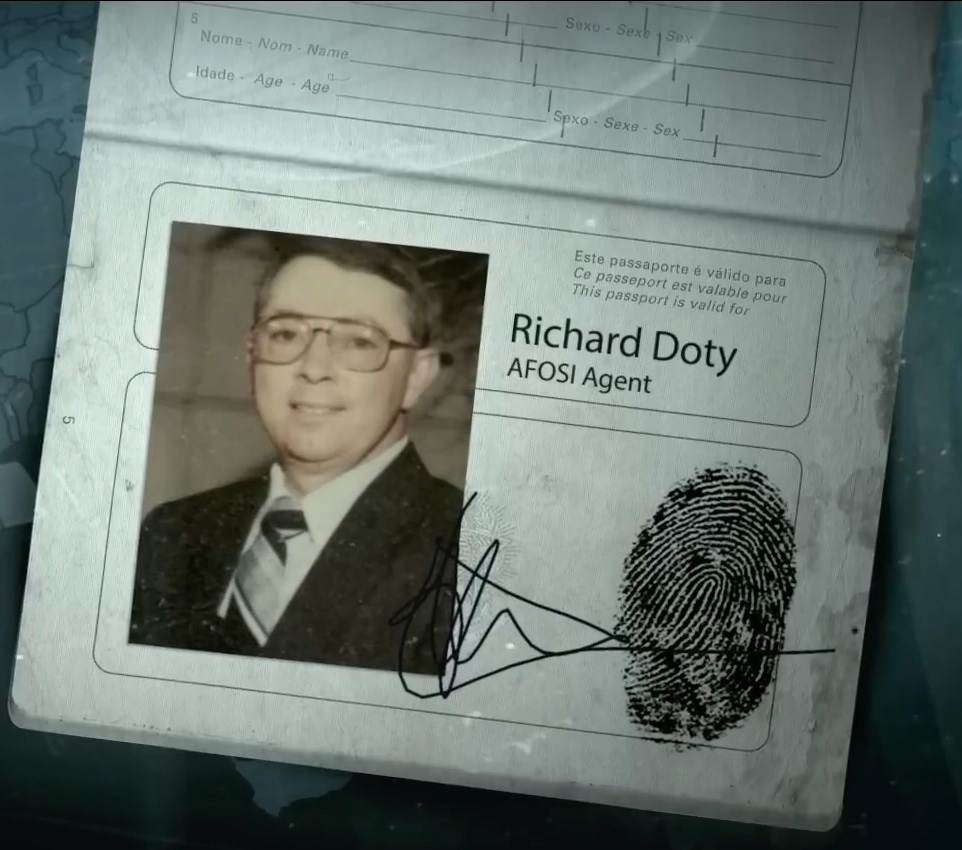 Sexo - Sexe - Sex
5
Nome - Nom - Name
Idade - Age - Age
Sexo - Sexe - Sex
Este passaporte é válido para
Ce passeport est valable pour
This passport is valid for
Richard Doty
AFOSI Agent
5